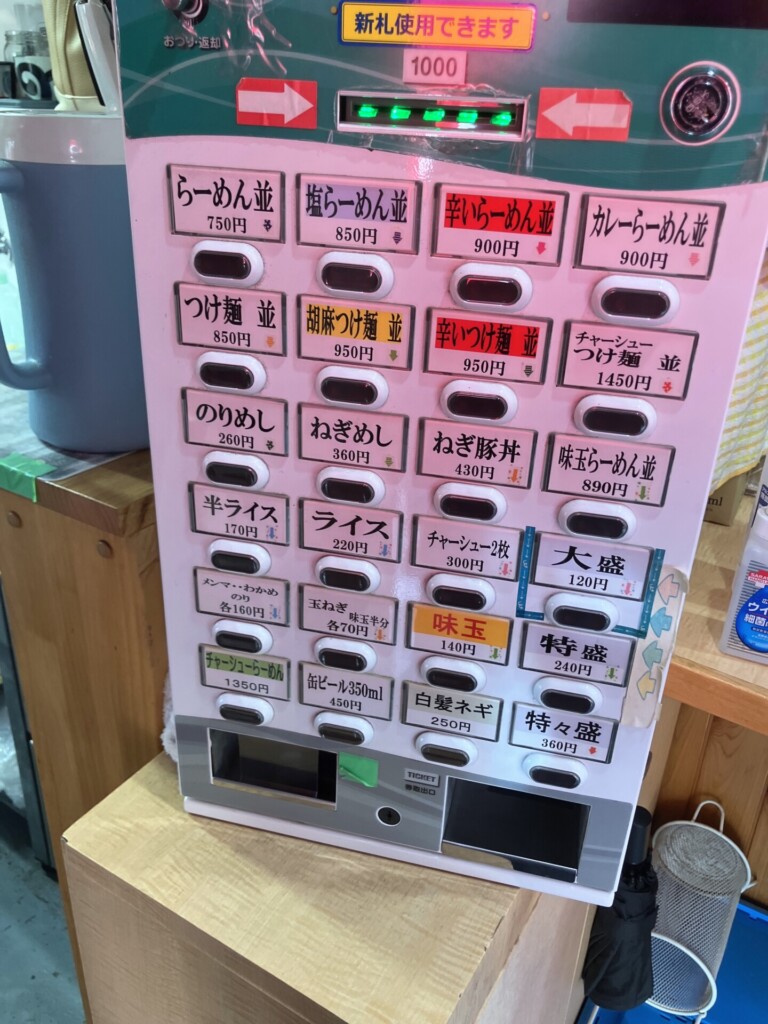 新札使用できます
おつり・返却
1000
らーめん並
750円
塩らーめん並
850円
辛いらーめん並
900円
カレーらーめん並
900円
つけ麺 並
850円
胡麻つけ麺 並
950円
辛いつけ麺 並
950円
チャーシュー
つけ麺 並
1450円
のりめし
260円
ねぎめし
360円
ねぎ豚丼
430円
味玉らーめん並
890円
半ライス
170円
ライス
220円
チャーシュー2枚
300円
大盛
120円
メンマ・・わかめ
のり
各160円
玉ねぎ 味玉半分
各70円
味玉
140円
特盛
240円
チャーシューらーめん
1350円
缶ビール350ml
450円
白髪ネギ
250円
特々盛
360円
TICKET
券取出口
ml